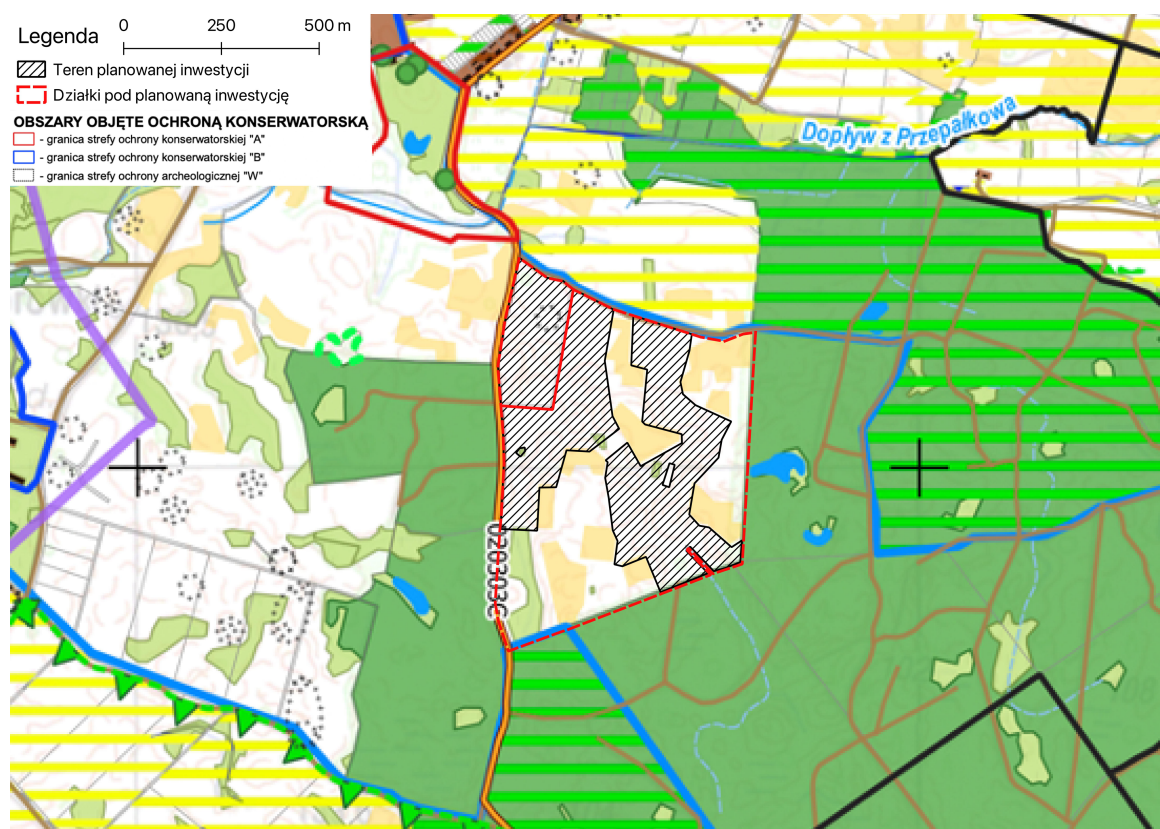 Legenda
0 250 500 m
Teren planowanej inwestycji
Działki pod planowaną inwestycję
OBSZARY OBJĘTE OCHRONĄ KONSERWATORSKĄ
- granica strefy ochrony konserwatorskiej "A"
- granica strefy ochrony konserwatorskiej "B"
- granica strefy ochrony archeologicznej "W"
Dopływ z Przepałkowa
020303C